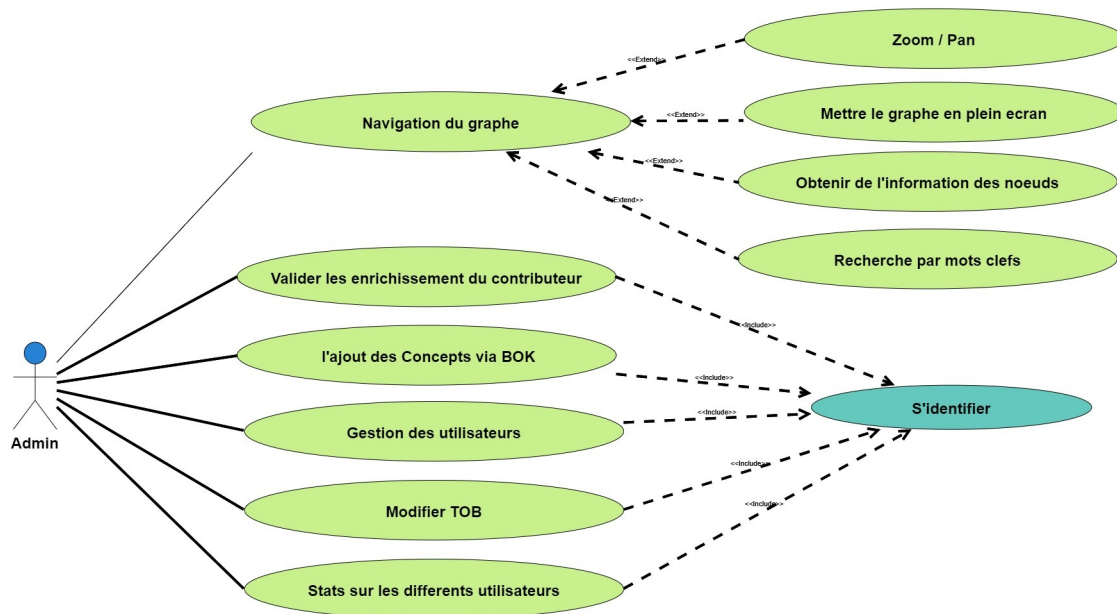 Zoom / Pan
<<Extend>>
Navigation du graphe
<<Extend>>
Mettre le graphe en plein ecran
<<Extend>>
Obtenir de l'information des noeuds
<<Extend>>
Recherche par mots clefs
Valider les enrichissement du contributeur
<<Include>>
l'ajout des Concepts via BOK
<<Include>>
S'identifier
<<Include>>
Gestion des utilisateurs
Admin
<<Include>>
Modifier TOB
<<Include>>
Stats sur les differents utilisateurs